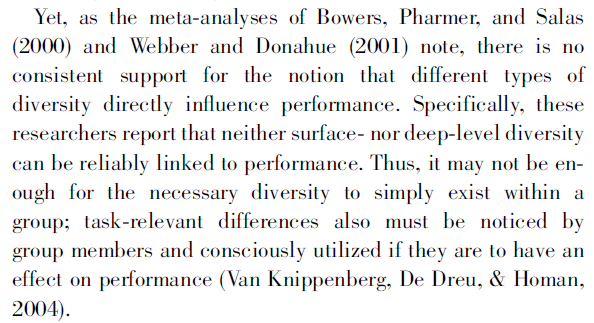 Yet, as the meta-analyses of Bowers, Pharmer, and Salas
(2000) and Webber and Donahue (2001) note, there is no
consistent support for the notion that different types of
diversity directly influence performance. Specifically, these
researchers report that neither surface- nor deep-level diversity
can be reliably linked to performance. Thus, it may not be en-
ough for the necessary diversity to simply exist within a
group; task-relevant differences also must be noticed by
group members and consciously utilized if they are to have an
effect on performance (Van Knippenberg, De Dreu, & Homan,
2004).